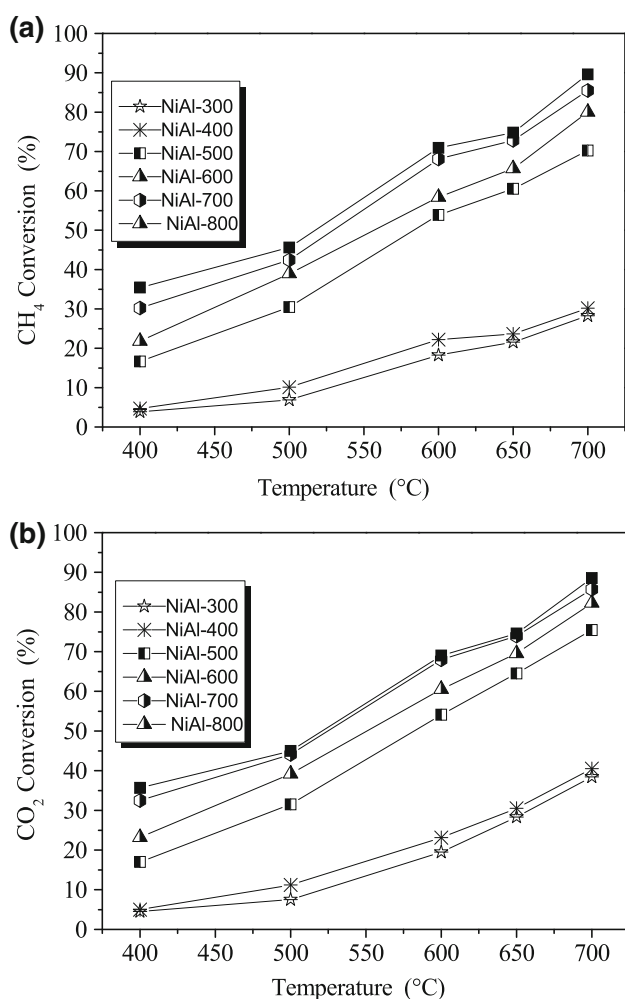 (a)
100
90
80
70
60
50
40
30
20
10
0
CH4 Conversion (%)
NiAl-300
NiAl-400
NiAl-500
NiAl-600
NiAl-700
NiAl-800
400 450 500 550 600 650 700
Temperature (°C)
(b)
100
90
80
70
60
50
40
30
20
10
0
CO2 Conversion (%)
NiAl-300
NiAl-400
NiAl-500
NiAl-600
NiAl-700
NiAl-800
400 450 500 550 600 650 700
Temperature (°C)